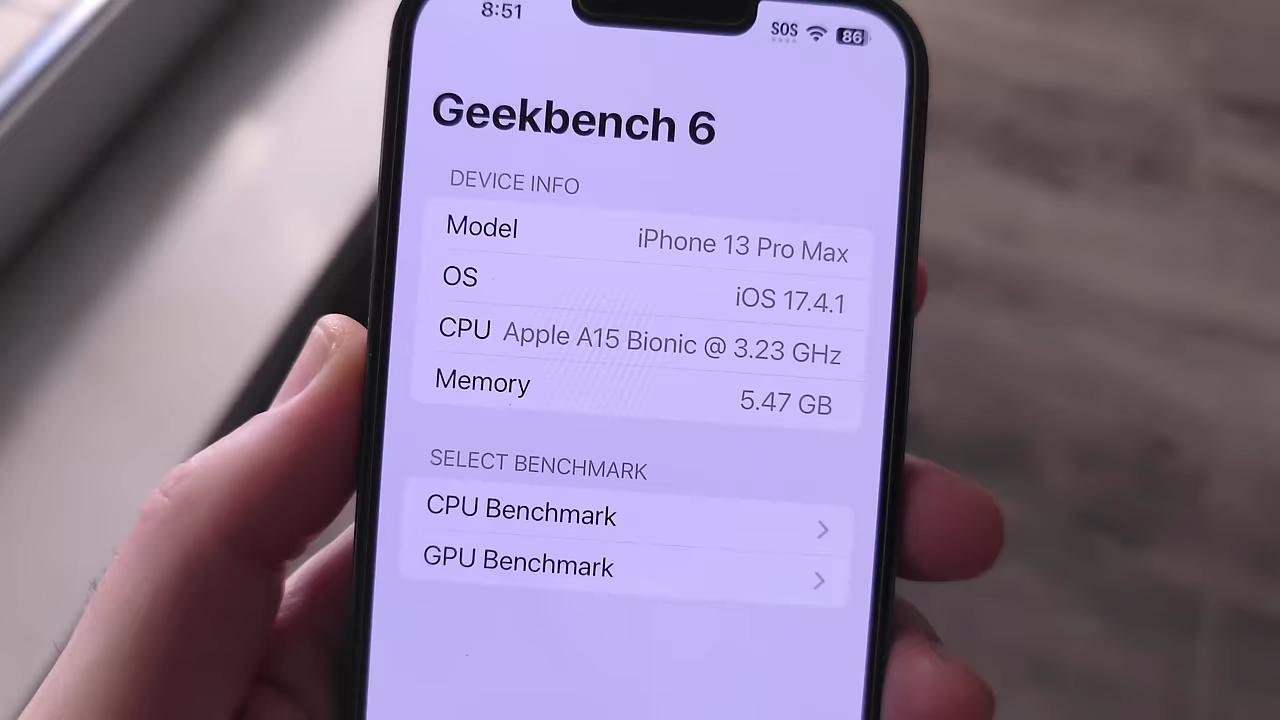 8:51 SOS 86
Geekbench 6
DEVICE INFO
Model iPhone 13 Pro Max
OS iOS 17.4.1
CPU Apple A15 Bionic @ 3.23 GHz
Memory 5.47 GB
SELECT BENCHMARK
CPU Benchmark
GPU Benchmark